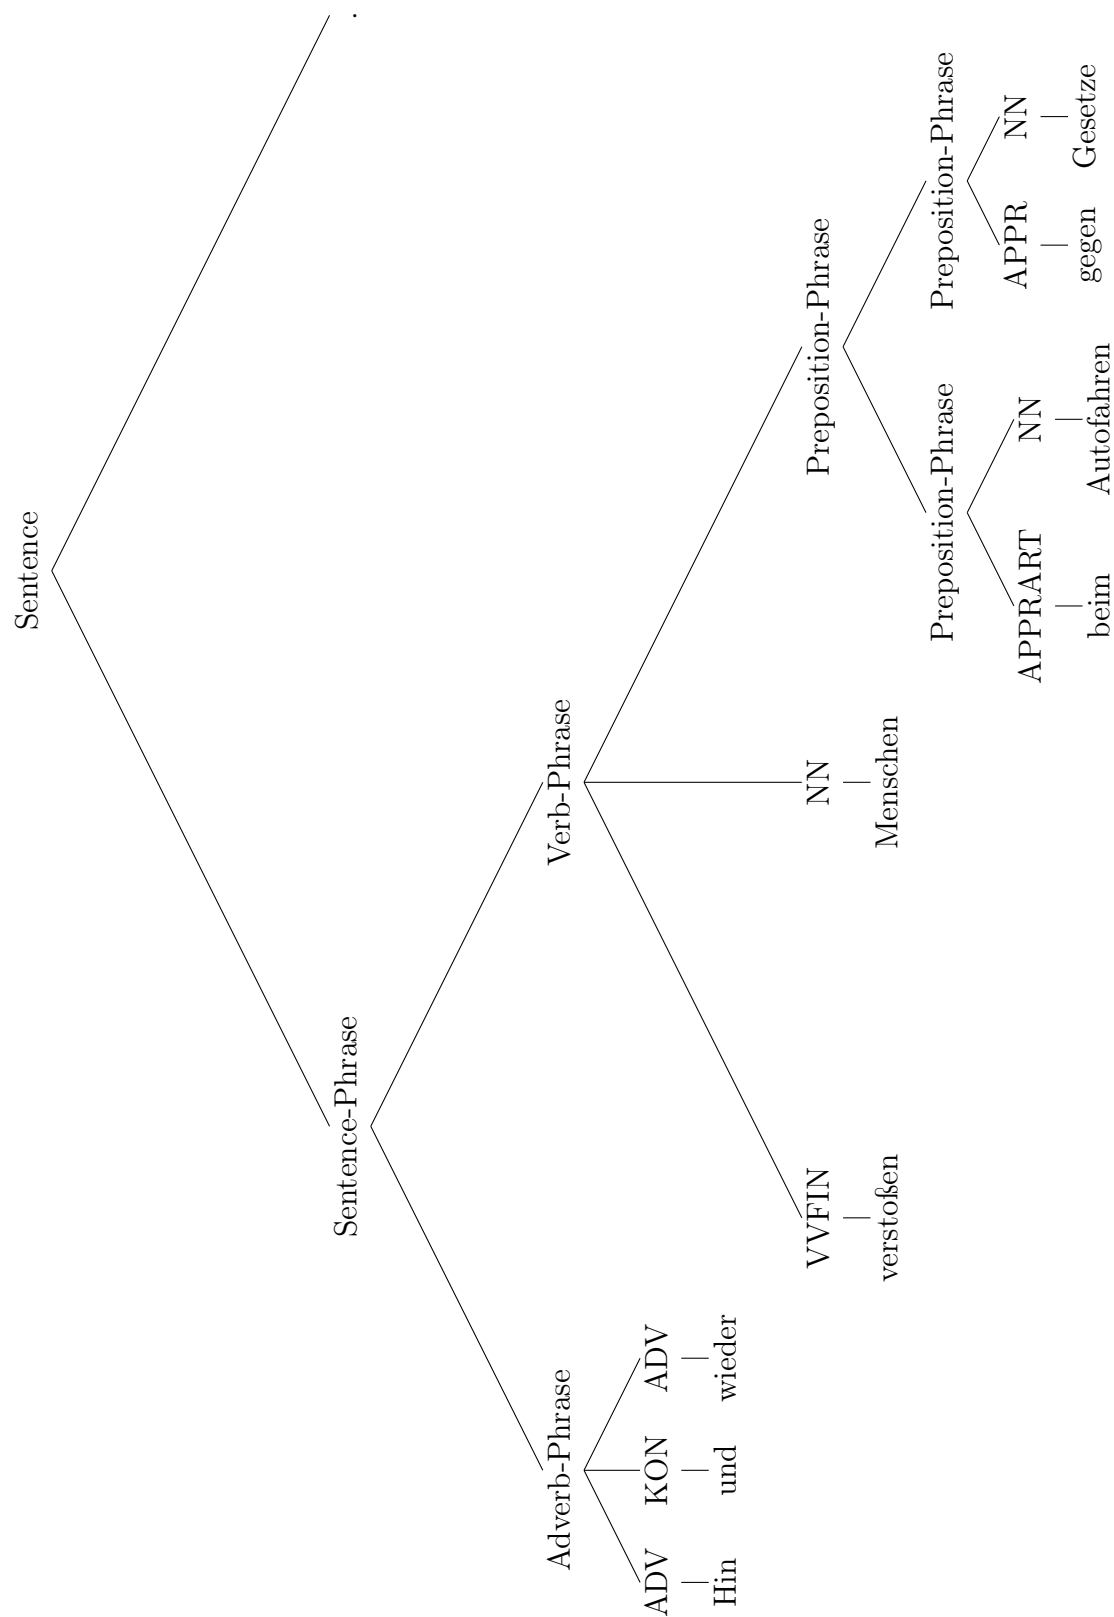 Sentence
Sentence-Phrase .
Adverb-Phrase Verb-Phrase
ADV KON ADV
Hin und wieder
VVFIN NN Preposition-Phrase
verstoßen Menschen
Preposition-Phrase Preposition-Phrase
APPRART NN APPR NN
beim Autofahren gegen Gesetze